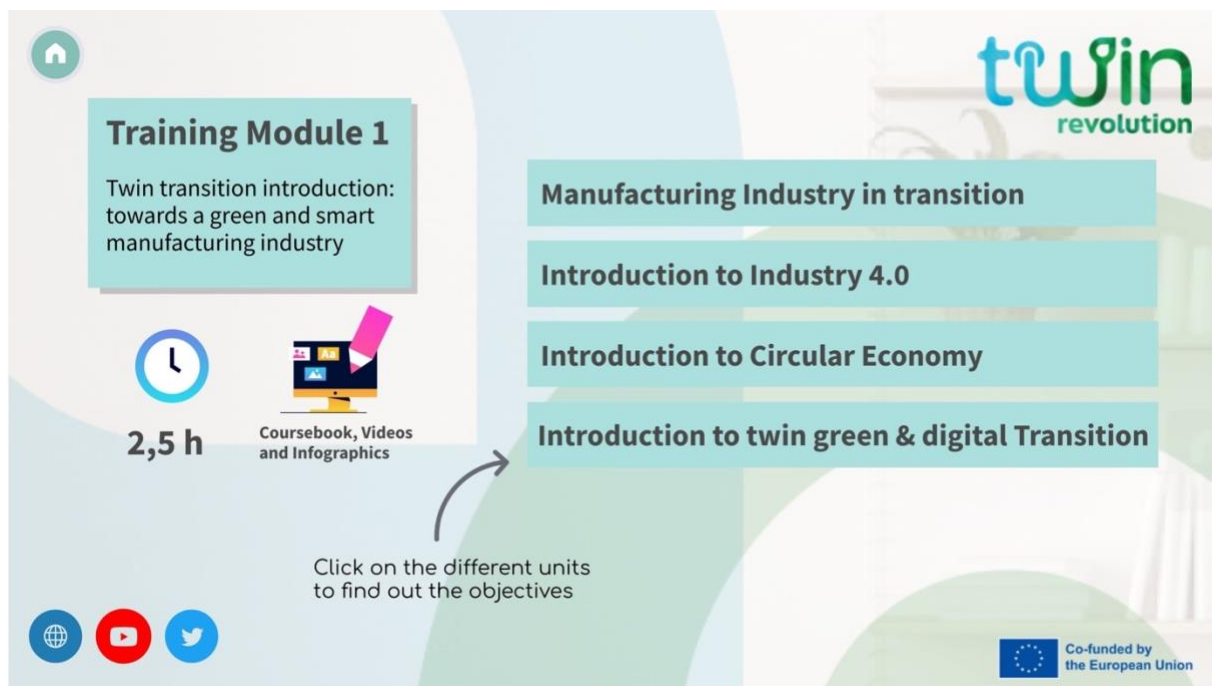 twin
revolution
Training Module 1
Twin transition introduction:
towards a green and smart
manufacturing industry
2,5 h
Aa
Coursebook, Videos
and Infographics
Manufacturing Industry in transition
Introduction to Industry 4.0
Introduction to Circular Economy
Introduction to twin green & digital Transition
Click on the different units
to find out the objectives
Co-funded by
the European Union